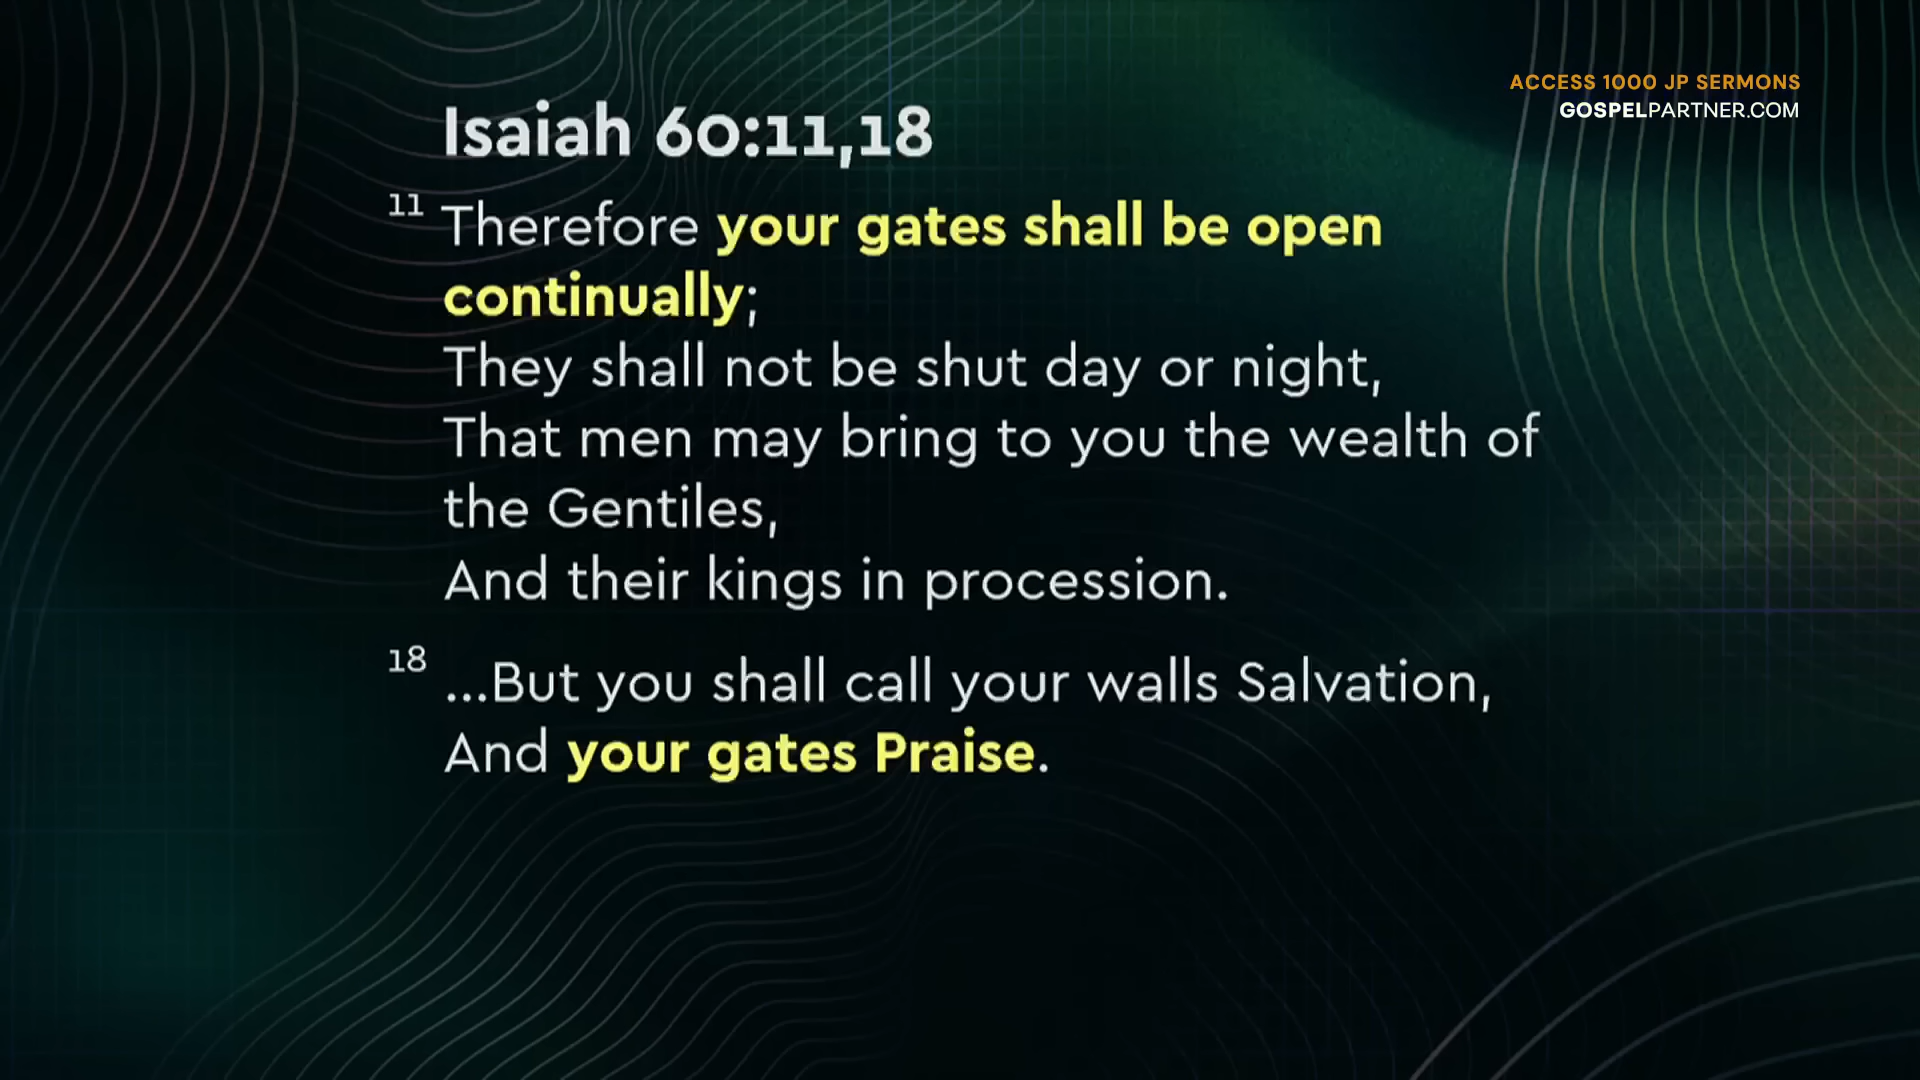 ACCESS 1000 JP SERMONS
GOSPELPARTNER.COM
Isaiah 60:11,18
11 Therefore your gates shall be open
continually;
They shall not be shut day or night,
That men may bring to you the wealth of
the Gentiles,
And their kings in procession.
18 ...But you shall call your walls Salvation,
And your gates Praise.